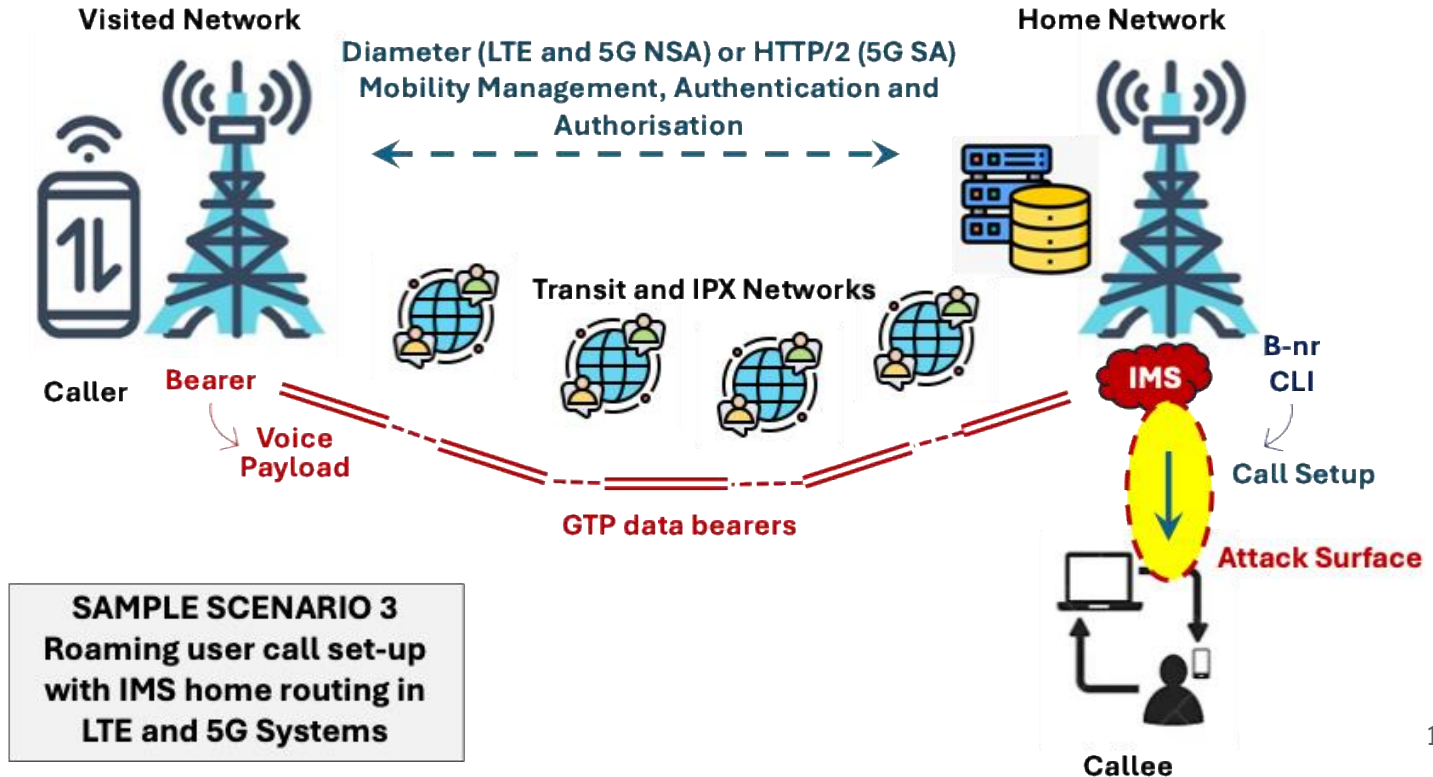 Visited Network
Home Network
Diameter (LTE and 5G NSA) or HTTP/2 (5G SA)
Mobility Management, Authentication and
Authorisation
Transit and IPX Networks
Caller
Bearer
Voice
Payload
GTP data bearers
IMS
B-nr
CLI
Call Setup
Attack Surface
SAMPLE SCENARIO 3
Roaming user call set-up
with IMS home routing in
LTE and 5G Systems
Callee